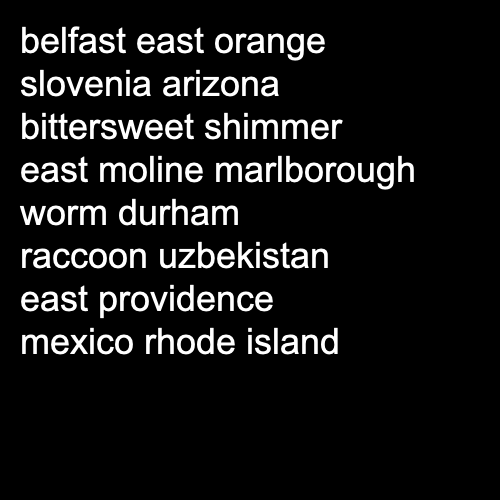 belfast east orange
slovenia arizona
bittersweet shimmer
east moline marlborough
worm durham
raccoon uzbekistan
east providence
mexico rhode island